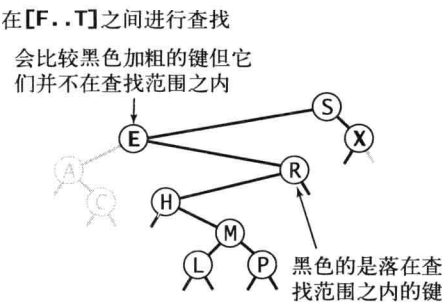 在[F..T]之间进行查找
会比较黑色加粗的键但它
们并不在查找范围之内
S
E
X
A
R
C
H
M
L
P
黑色的是落在查
找范围之内的键